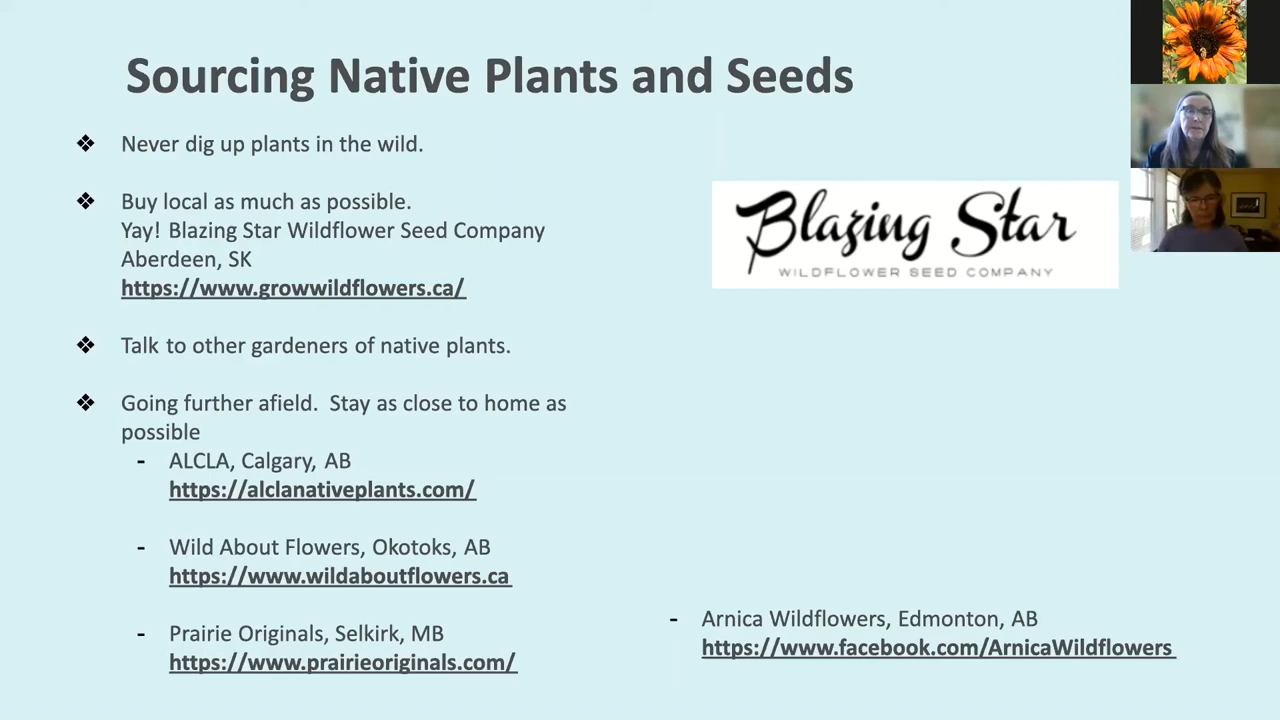 Sourcing Native Plants and Seeds
❖ Never dig up plants in the wild.
❖ Buy local as much as possible.
Yay! Blazing Star Wildflower Seed Company
Aberdeen, SK
https://www.growwildflowers.ca/
Blazing Star
WILDFLOWER SEED COMPANY
❖ Talk to other gardeners of native plants.
❖ Going further afield.  Stay as close to home as
possible
- ALCLA, Calgary, AB
https://alclanativeplants.com/
- Wild About Flowers, Okotoks, AB
https://www.wildaboutflowers.ca
- Prairie Originals, Selkirk, MB
https://www.prairieoriginals.com/
- Arnica Wildflowers, Edmonton, AB
https://www.facebook.com/ArnicaWildflowers